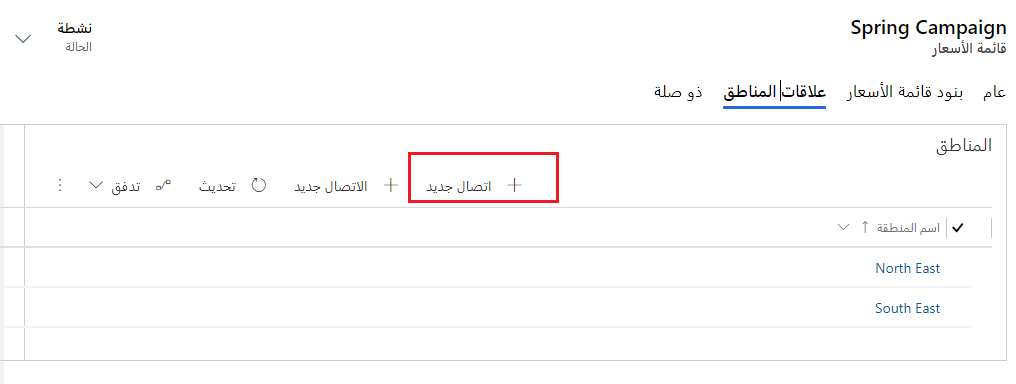 Spring Campaign
قائمة الأسعار
نشطة
الحالة
عام بنود قائمة الأسعار علاقات المناطق ذو صلة
المناطق
اتصال جديد الاتصال جديد تحديث تدفق
اسم المنطقة
North East
South East